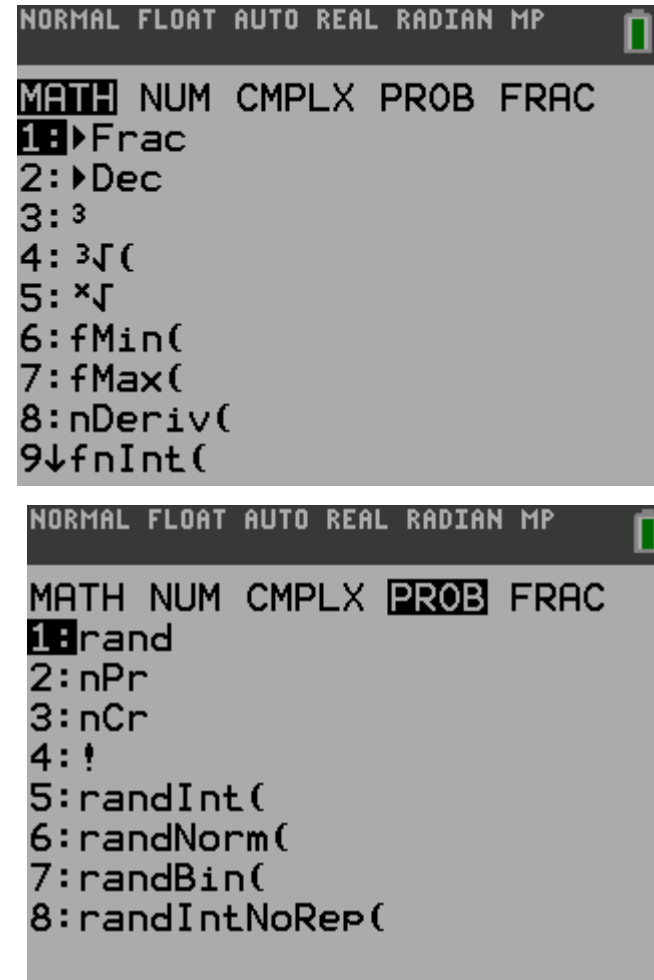 NORMAL FLOAT AUTO REAL RADIAN MP
MATH NUM CMPLX PROB FRAC
1:▶Frac
2:▶Dec
3:³
4:³√(
5:ˣ√
6:fMin(
7:fMax(
8:nDeriv(
9↓fnInt(
NORMAL FLOAT AUTO REAL RADIAN MP
MATH NUM CMPLX PROB FRAC
1:rand
2:nPr
3:nCr
4:!
5:randInt(
6:randNorm(
7:randBin(
8:randIntNoRep(